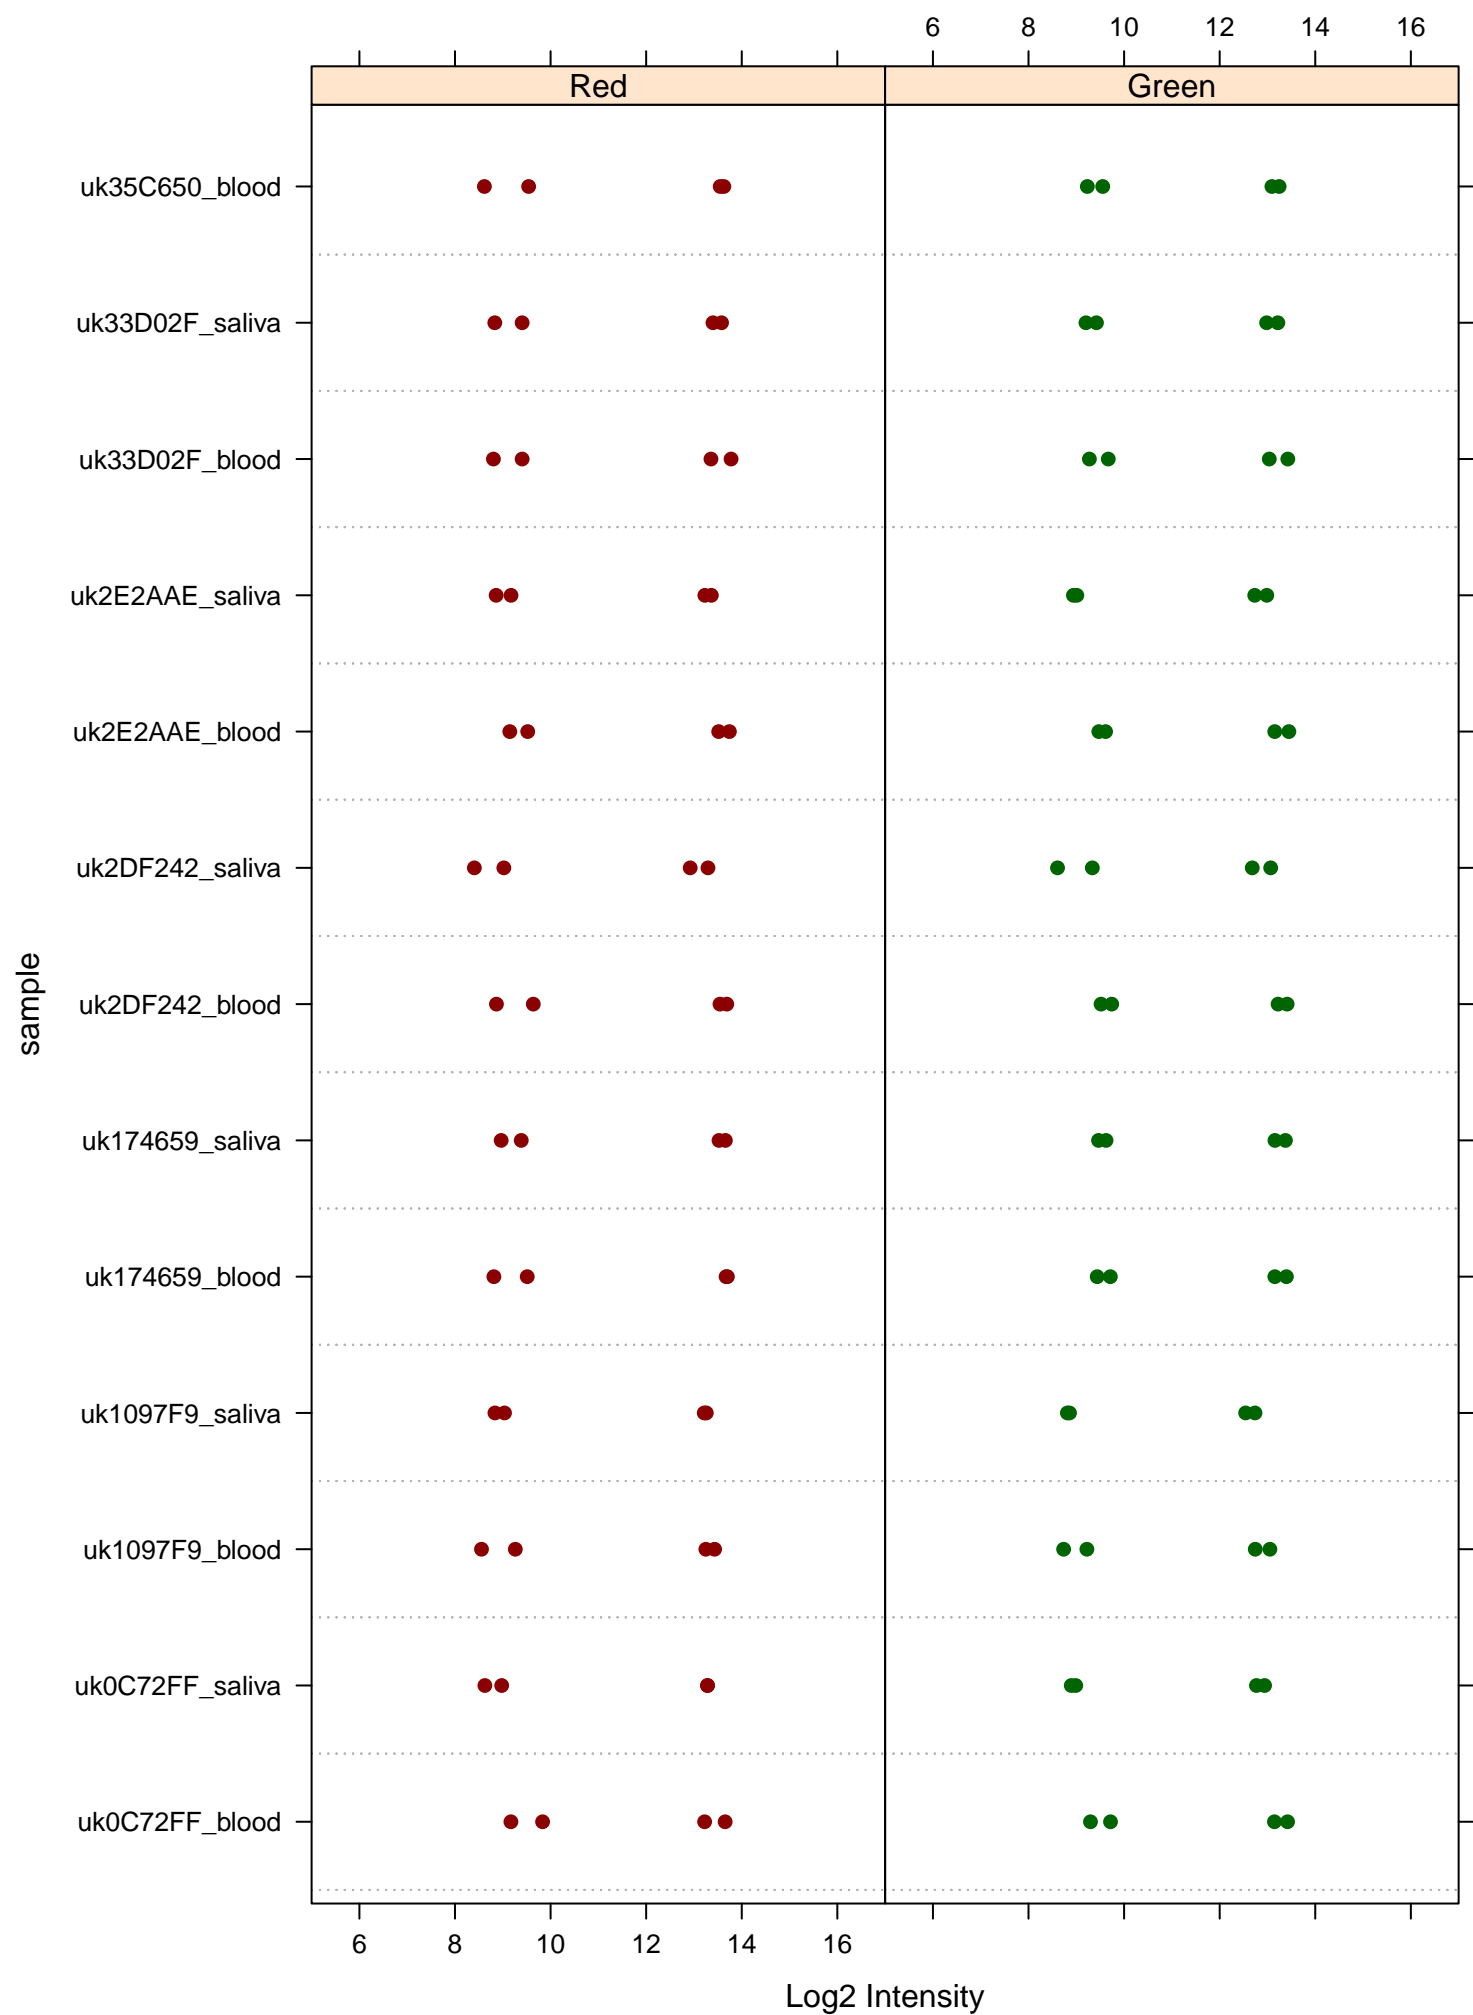 6 8 10 12 14 16
Red Green
uk35C650_blood
uk33D02F_saliva
uk33D02F_blood
uk2E2AAE_saliva
uk2E2AAE_blood
uk2DF242_saliva
uk2DF242_blood
uk174659_saliva
uk174659_blood
uk1097F9_saliva
uk1097F9_blood
uk0C72FF_saliva
uk0C72FF_blood
sample
6 8 10 12 14 16
Log2 Intensity